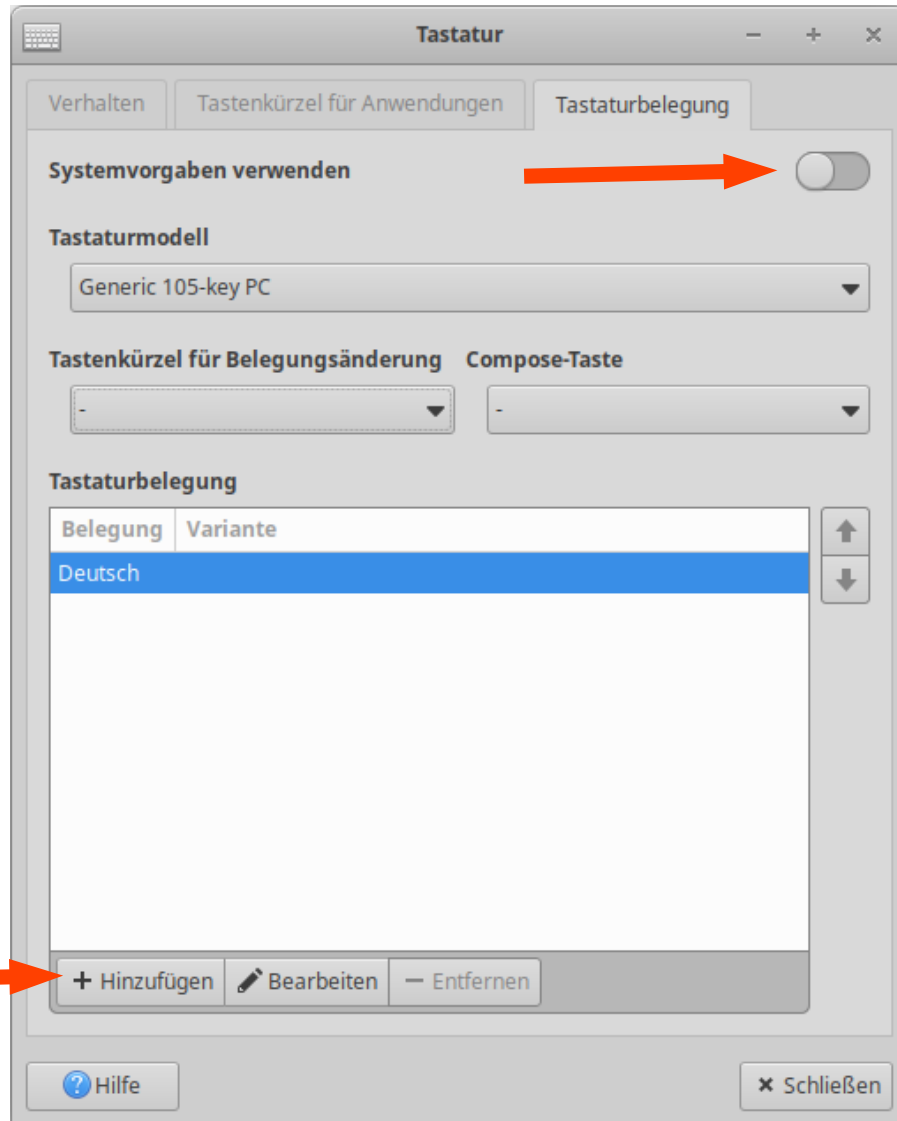 Tastatur
Verhalten Tastenkürzel für Anwendungen Tastaturbelegung
Systemvorgaben verwenden
Tastaturmodell
Generic 105-key PC
Tastenkürzel für Belegungsänderung Compose-Taste
- -
Tastaturbelegung
Belegung Variante
Deutsch
Hinzufügen Bearbeiten Entfernen
Hilfe Schließen